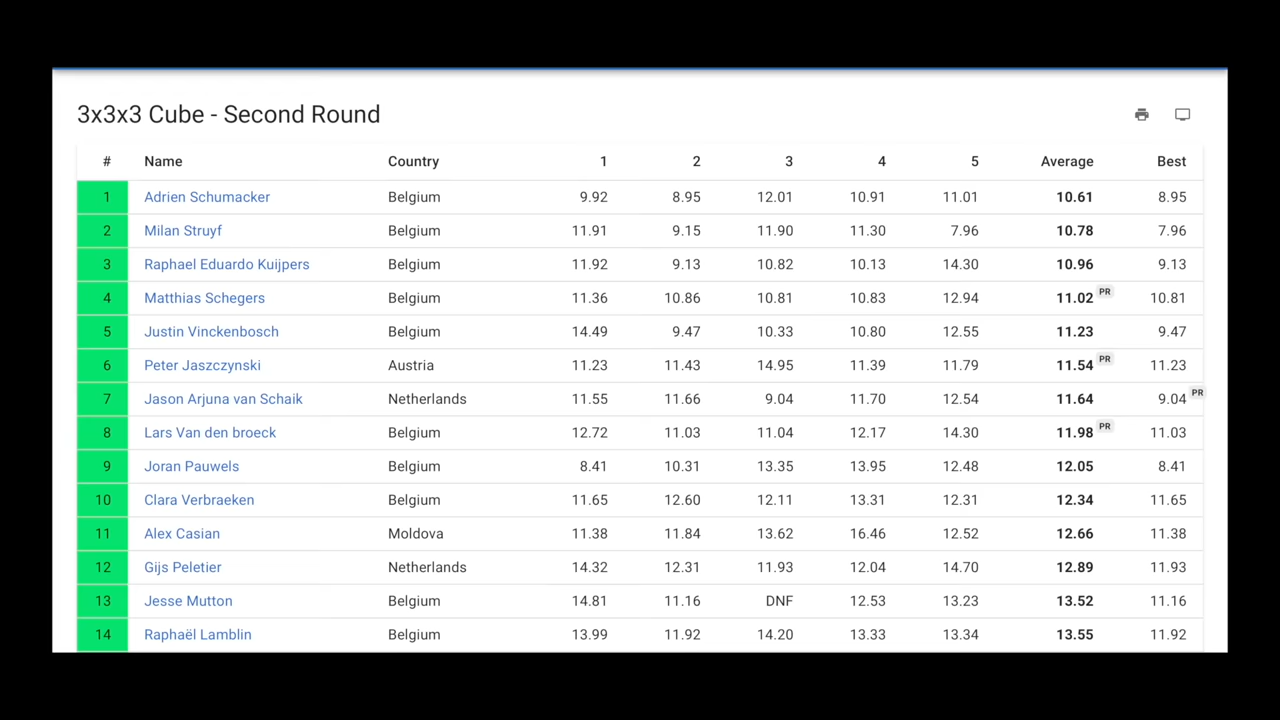 3x3x3 Cube - Second Round
# Name Country 1 2 3 4 5 Average Best
1 Adrien Schumacker Belgium 9.92 8.95 12.01 10.91 11.01 10.61 8.95
2 Milan Struyf Belgium 11.91 9.15 11.90 11.30 7.96 10.78 7.96
3 Raphael Eduardo Kuijpers Belgium 11.92 9.13 10.82 10.13 14.30 10.96 9.13
4 Matthias Schegers Belgium 11.36 10.86 10.81 10.83 12.94 11.02 PR 10.81
5 Justin Vinckenbosch Belgium 14.49 9.47 10.33 10.80 12.55 11.23 9.47
6 Peter Jaszczynski Austria 11.23 11.43 14.95 11.39 11.79 11.54 PR 11.23
7 Jason Arjuna van Schaik Netherlands 11.55 11.66 9.04 11.70 12.54 11.64 9.04 PR
8 Lars Van den broeck Belgium 12.72 11.03 11.04 12.17 14.30 11.98 PR 11.03
9 Joran Pauwels Belgium 8.41 10.31 13.35 13.95 12.48 12.05 8.41
10 Clara Verbraeken Belgium 11.65 12.60 12.11 13.31 12.31 12.34 11.65
11 Alex Casian Moldova 11.38 11.84 13.62 16.46 12.52 12.66 11.38
12 Gijs Peletier Netherlands 14.32 12.31 11.93 12.04 14.70 12.89 11.93
13 Jesse Mutton Belgium 14.81 11.16 DNF 12.53 13.23 13.52 11.16
14 Raphaël Lamblin Belgium 13.99 11.92 14.20 13.33 13.34 13.55 11.92